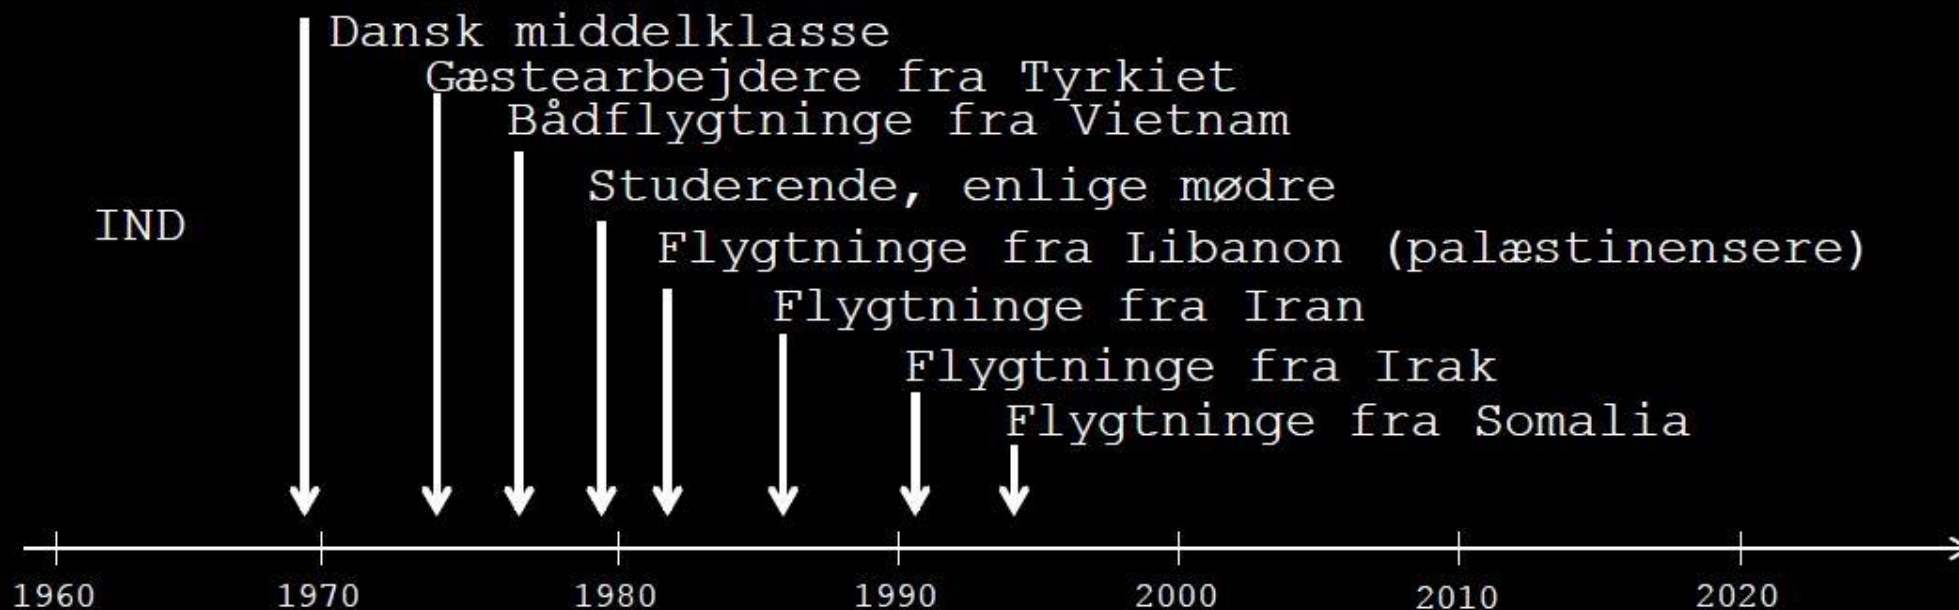 Dansk middelklasse
Gæstearbejdere fra Tyrkiet
Bådflygtninge fra Vietnam
Studerende, enlige mødre
IND
Flygtninge fra Libanon (palæstinensere)
Flygtninge fra Iran
Flygtninge fra Irak
Flygtninge fra Somalia
1960 1970 1980 1990 2000 2010 2020